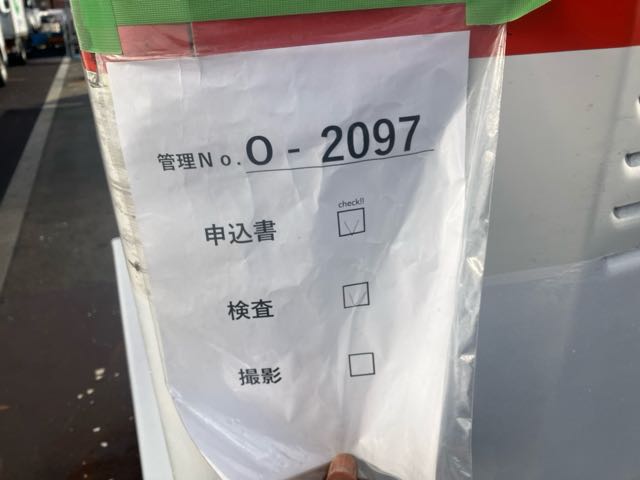 管理No.O - 2097
check!!
申込書 ☑
検査 ☑
撮影 ☐